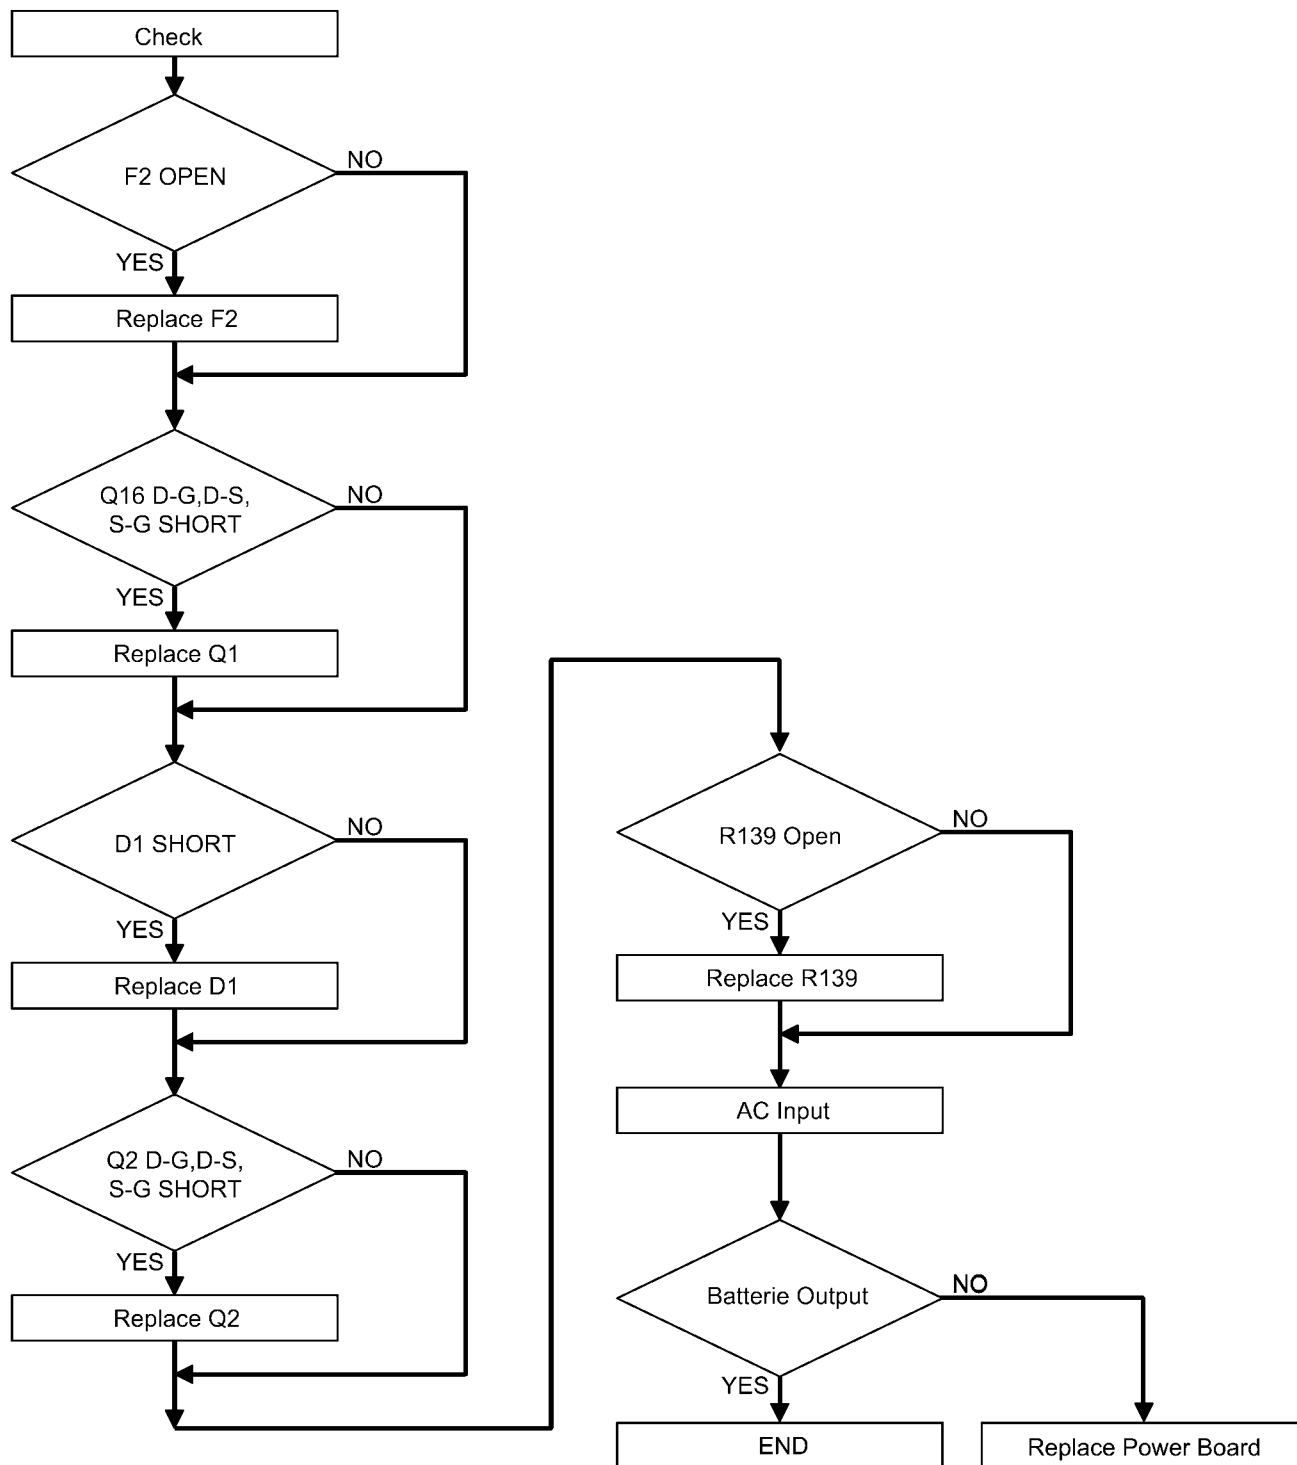 Check
F2 OPEN
NO
YES
Replace F2
Q16 D-G,D-S,
S-G SHORT
NO
YES
Replace Q1
D1 SHORT
NO
YES
Replace D1
Q2 D-G,D-S,
S-G SHORT
NO
YES
Replace Q2
R139 Open
NO
YES
Replace R139
AC Input
Batterie Output
NO
YES
END
Replace Power Board